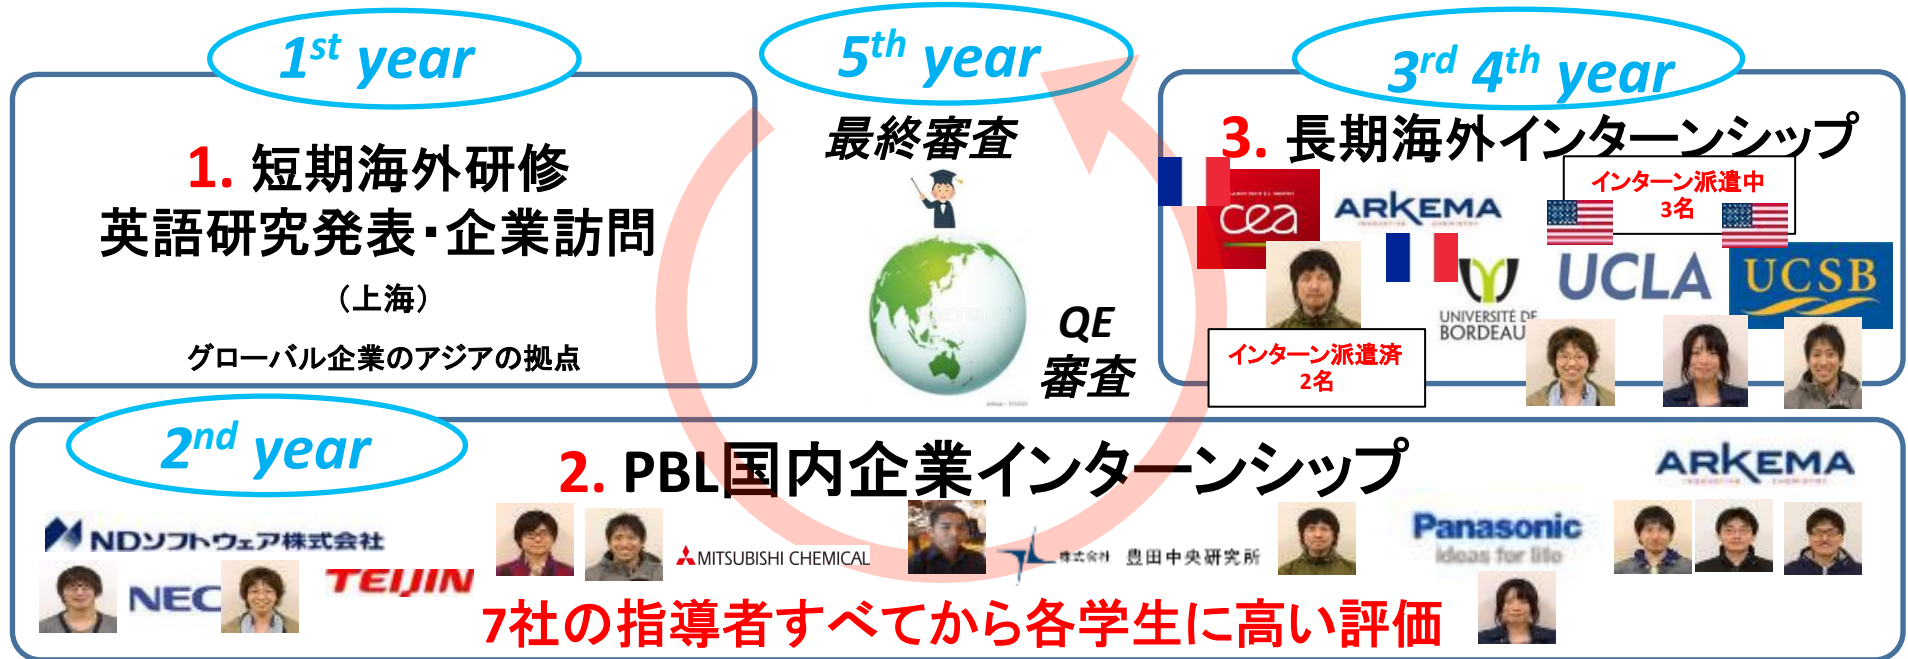 1st year
1. 短期海外研修
英語研究発表・企業訪問
（上海）
グローバル企業のアジアの拠点
5th year
最終審査
QE
審査
3rd 4th year
3. 長期海外インターンシップ
インターン派遣中
3名
cea
ARKEMA
INNOVATIVE CHEMISTRY
UNIVERSITÉ DE
BORDEAU
UCLA
UCSB
インターン派遣済
2名
2nd year
2. PBL国内企業インターンシップ
ARKEMA
INNOVATIVE CHEMISTRY
NDソフトウェア株式会社
NEC
TEIJIN
MITSUBISHI CHEMICAL
株式会社 豊田中央研究所
Panasonic
ideas for life
7社の指導者すべてから各学生に高い評価